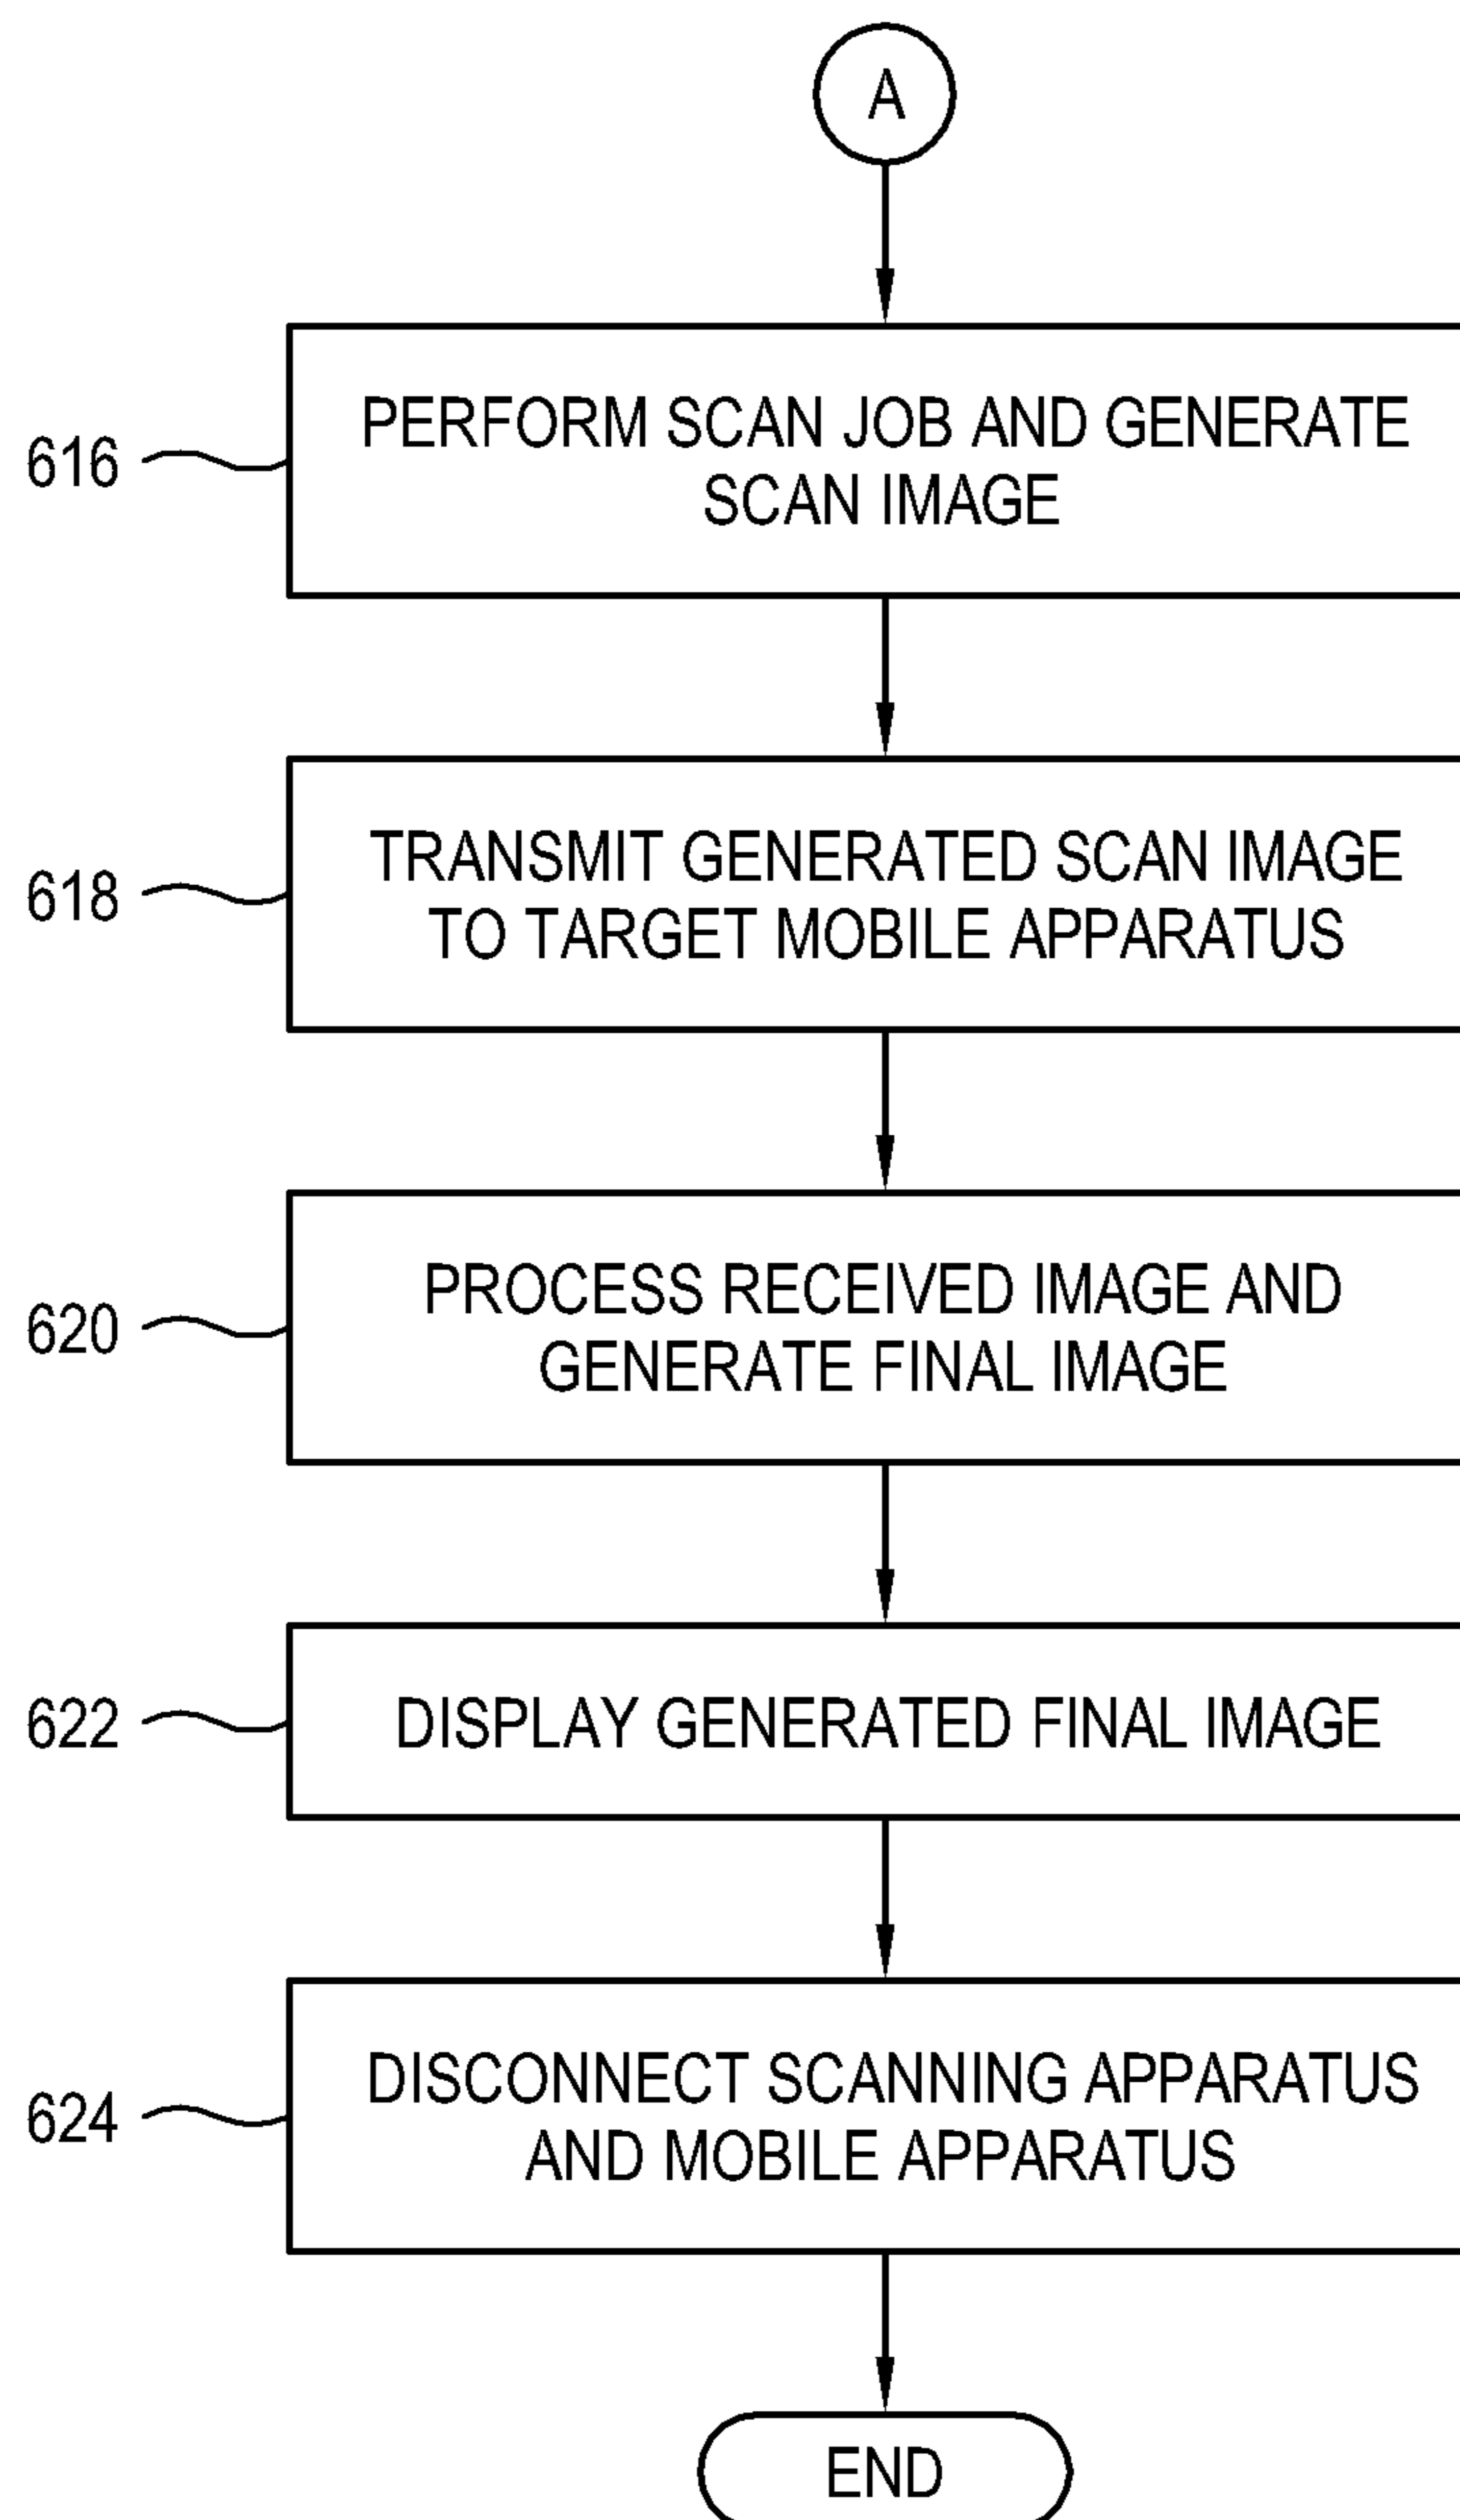 A
616
PERFORM SCAN JOB AND GENERATE
SCAN IMAGE
618
TRANSMIT GENERATED SCAN IMAGE
TO TARGET MOBILE APPARATUS
620
PROCESS RECEIVED IMAGE AND
GENERATE FINAL IMAGE
622
DISPLAY GENERATED FINAL IMAGE
624
DISCONNECT SCANNING APPARATUS
AND MOBILE APPARATUS
END